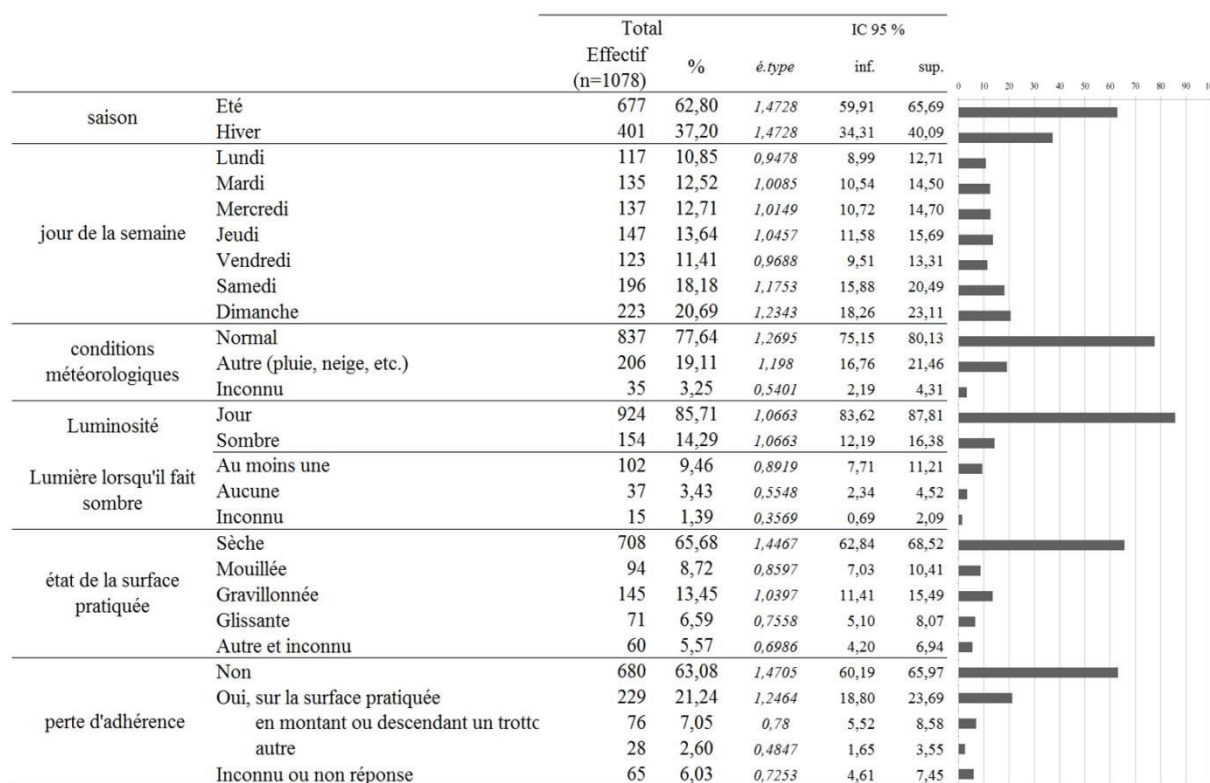 Total IC 95 %
Effectif (n=1078) % é.type inf. sup. 0 10 20 30 40 50 60 70 80 90
saison Eté 677 62,80 1,4728 59,91 65,69
Hiver 401 37,20 1,4728 34,31 40,09
jour de la semaine Lundi 117 10,85 0,9478 8,99 12,71
Mardi 135 12,52 1,0085 10,54 14,50
Mercredi 137 12,71 1,0149 10,72 14,70
Jeudi 147 13,64 1,0457 11,58 15,69
Vendredi 123 11,41 0,9688 9,51 13,31
Samedi 196 18,18 1,1753 15,88 20,49
Dimanche 223 20,69 1,2343 18,26 23,11
conditions météorologiques Normal 837 77,64 1,2695 75,15 80,13
Autre (pluie, neige, etc.) 206 19,11 1,198 16,76 21,46
Inconnu 35 3,25 0,5401 2,19 4,31
Luminosité Jour 924 85,71 1,0663 83,62 87,81
Sombre 154 14,29 1,0663 12,19 16,38
Lumière lorsqu'il fait sombre Au moins une 102 9,46 0,8919 7,71 11,21
Aucune 37 3,43 0,5548 2,34 4,52
Inconnu 15 1,39 0,3569 0,69 2,09
état de la surface pratiquée Sèche 708 65,68 1,4467 62,84 68,52
Mouillée 94 8,72 0,8597 7,03 10,41
Gravillonnée 145 13,45 1,0397 11,41 15,49
Glissante 71 6,59 0,7558 5,10 8,07
Autre et inconnu 60 5,57 0,6986 4,20 6,94
perte d'adhérence Non 680 63,08 1,4705 60,19 65,97
Oui, sur la surface pratiquée 229 21,24 1,2464 18,80 23,69
en montant ou descendant un trotto 76 7,05 0,78 5,52 8,58
autre 28 2,60 0,4847 1,65 3,55
Inconnu ou non réponse 65 6,03 0,7253 4,61 7,45